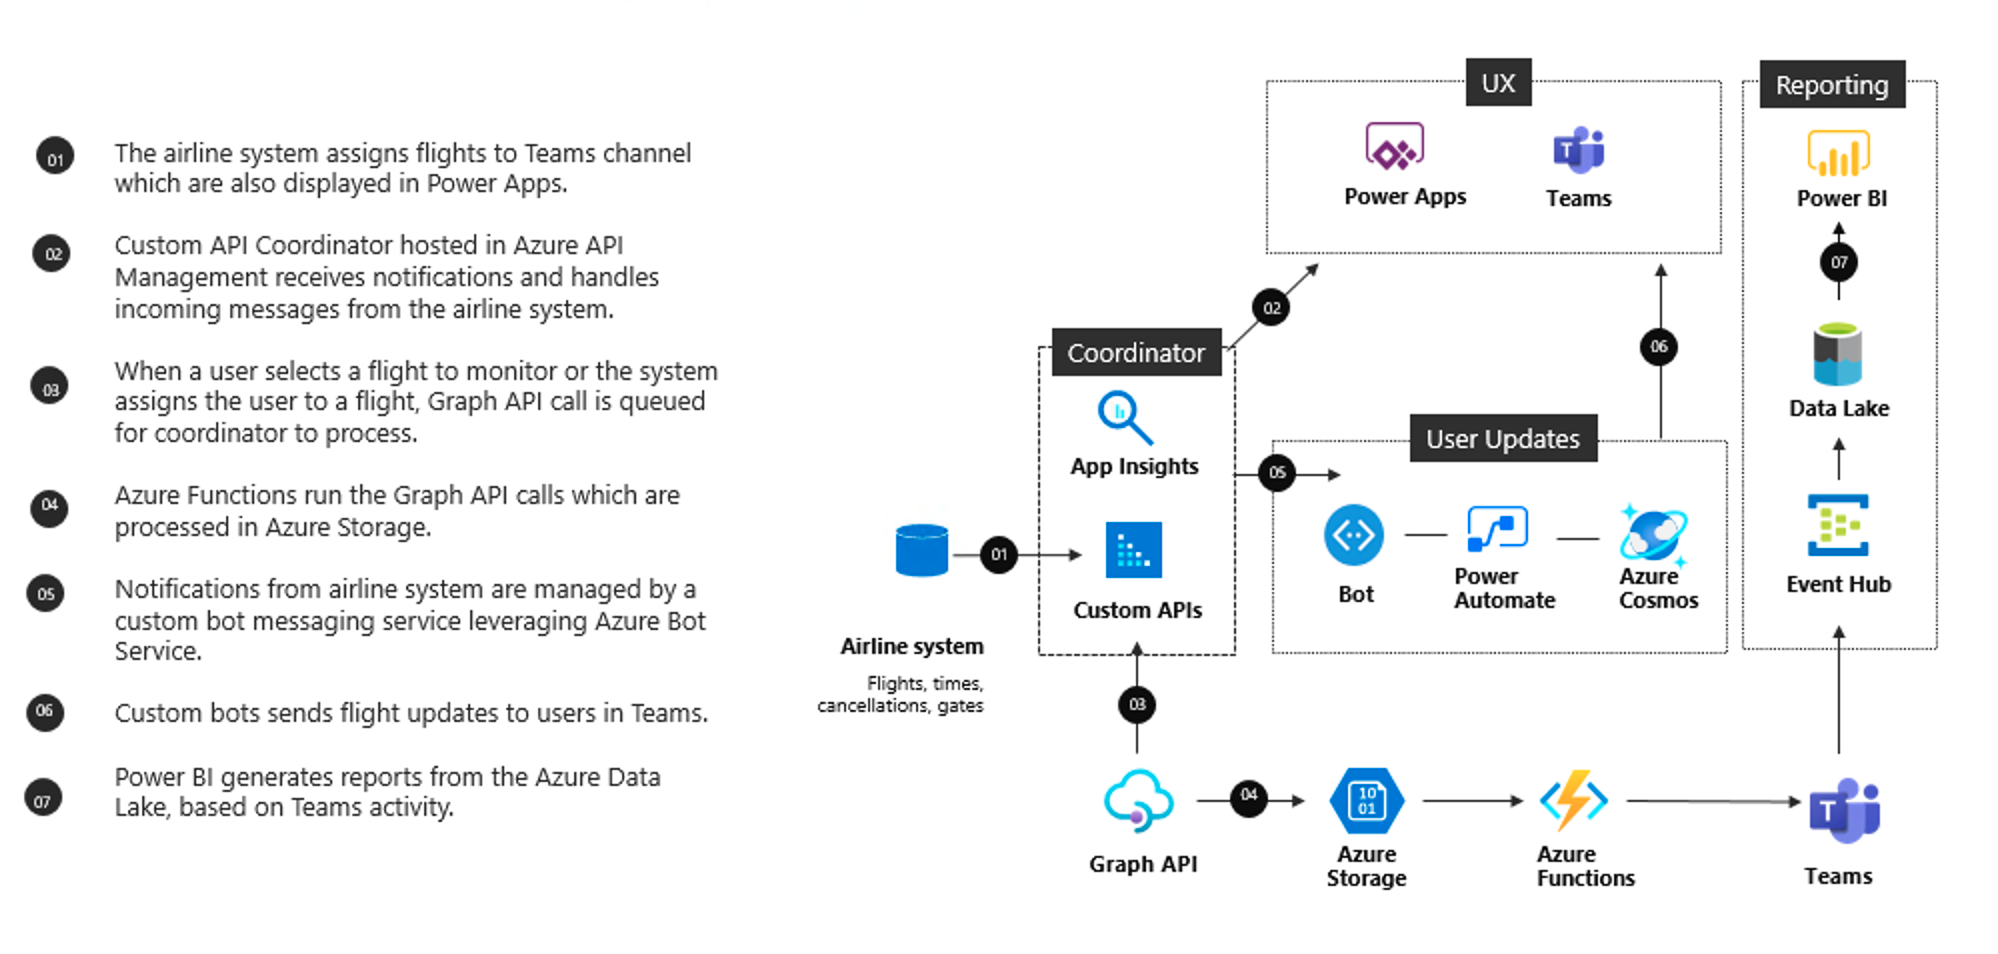 01
The airline system assigns flights to Teams channel
which are also displayed in Power Apps.
02
Custom API Coordinator hosted in Azure API
Management receives notifications and handles
incoming messages from the airline system.
03
When a user selects a flight to monitor or the system
assigns the user to a flight, Graph API call is queued
for coordinator to process.
04
Azure Functions run the Graph API calls which are
processed in Azure Storage.
05
Notifications from airline system are managed by a
custom bot messaging service leveraging Azure Bot
Service.
06
Custom bots sends flight updates to users in Teams.
07
Power BI generates reports from the Azure Data
Lake, based on Teams activity.
UX
Power Apps
T
Teams
02
06
Coordinator
App Insights
Custom APIs
01
Airline system
Flights, times,
cancellations, gates
05
User Updates
Bot
Power
Automate
Azure
Cosmos
Reporting
Power BI
07
Data Lake
Event Hub
03
Graph API
04
10
01
Azure
Storage
Azure
Functions
T
Teams